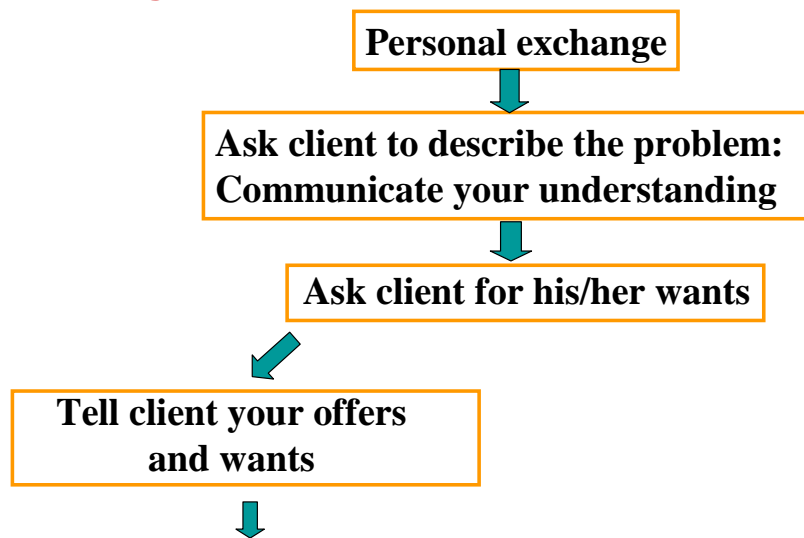 Personal exchange
Ask client to describe the problem:
Communicate your understanding
Ask client for his/her wants
Tell client your offers
and wants